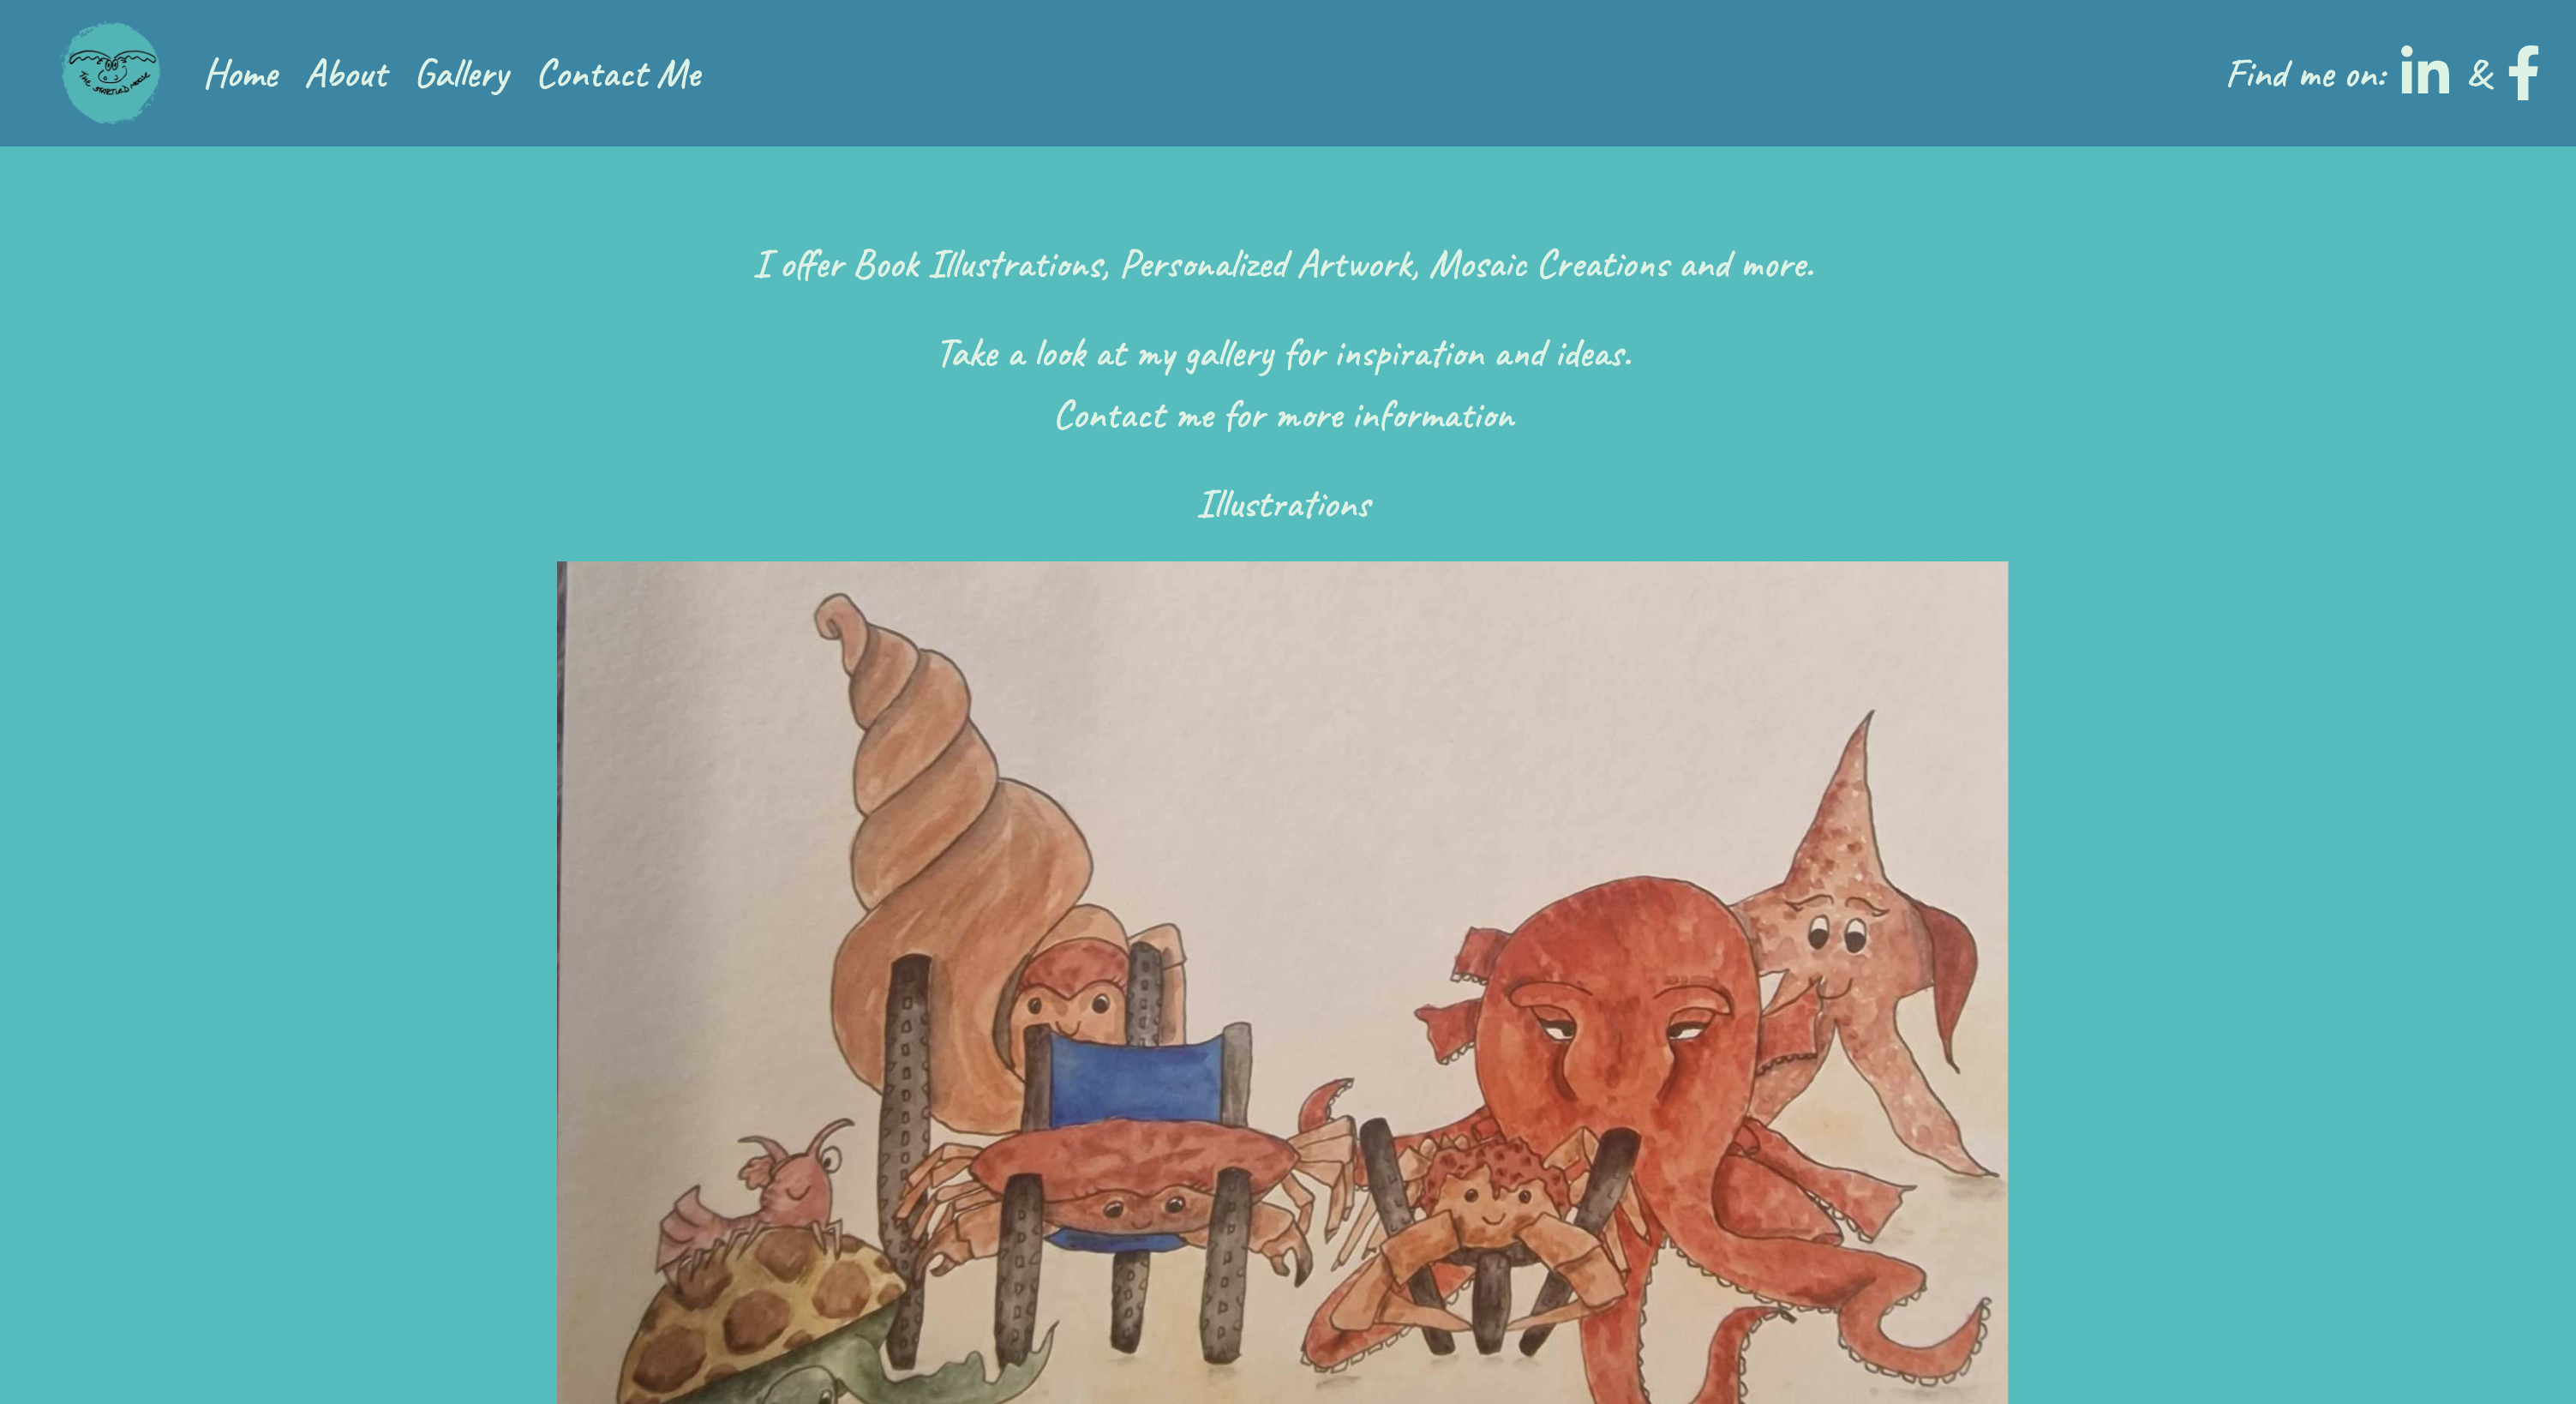 THE STARTLED MOOSE
Home About Gallery Contact Me
Find me on: in & f
I offer Book Illustrations, Personalized Artwork, Mosaic Creations and more.
Take a look at my gallery for inspiration and ideas.
Contact me for more information
Illustrations